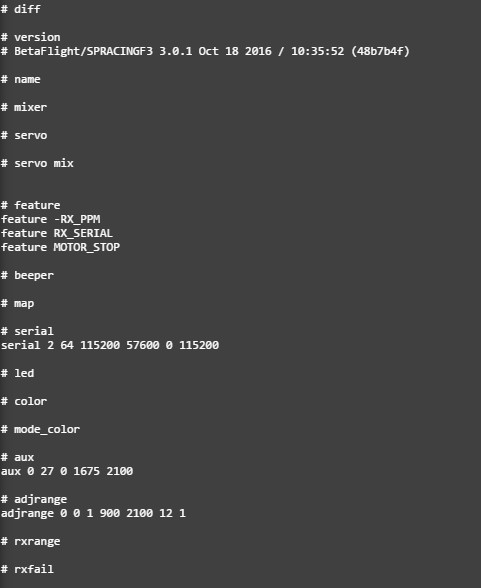 # diff
# version
# BetaFlight/SPRACINGF3 3.0.1 Oct 18 2016 / 10:35:52 (48b7b4f)
# name
# mixer
# servo
# servo mix
# feature
feature -RX_PPM
feature RX_SERIAL
feature MOTOR_STOP
# beeper
# map
# serial
serial 2 64 115200 57600 0 115200
# led
# color
# mode_color
# aux
aux 0 27 0 1675 2100
# adjrange
adjrange 0 0 1 900 2100 12 1
# rxrange
# rxfail